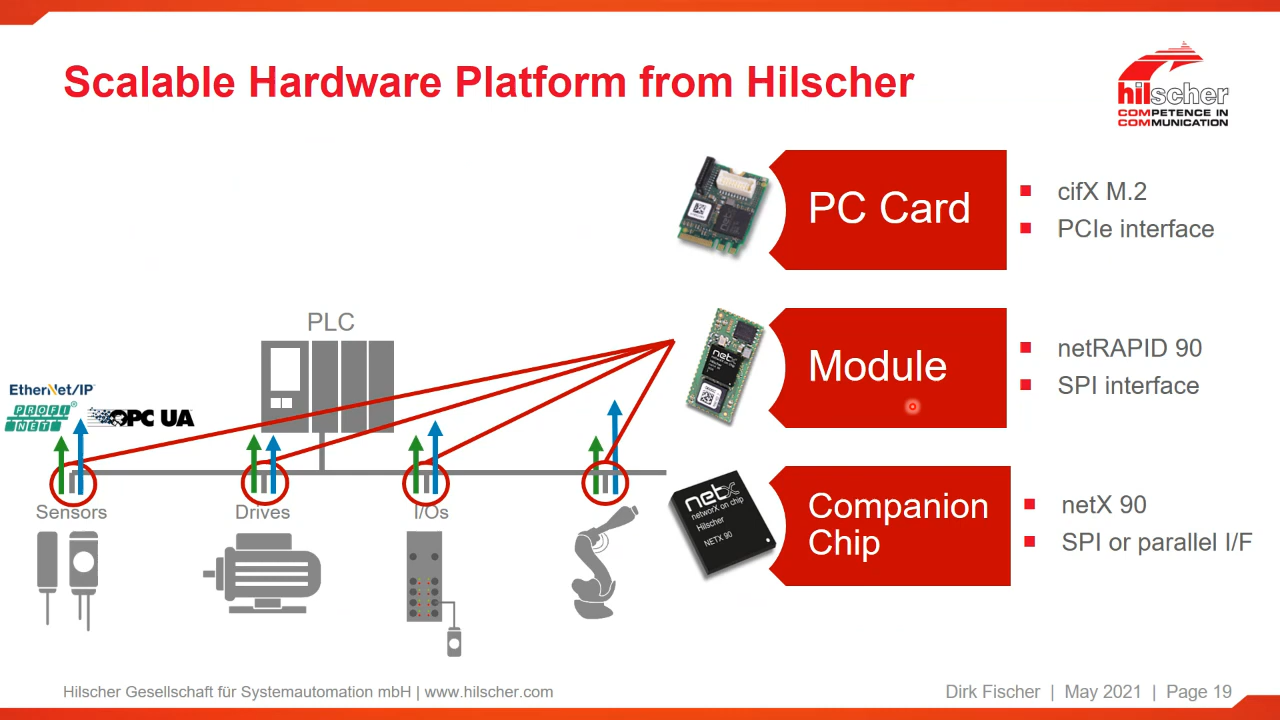 Scalable Hardware Platform from Hilscher
hilscher
COMPETENCE IN
COMMUNICATION
PC Card
cifX M.2
PCIe interface
PLC
EtherNet/IP
PROFI
NET
OPC UA
netx
Module
netRAPID 90
SPI interface
Sensors
Drives
I/Os
netx
networX on chip
Hilscher
NETX 90
Companion
Chip
netX 90
SPI or parallel I/F
Hilscher Gesellschaft für Systemautomation mbH | www.hilscher.com
Dirk Fischer | May 2021 | Page 19